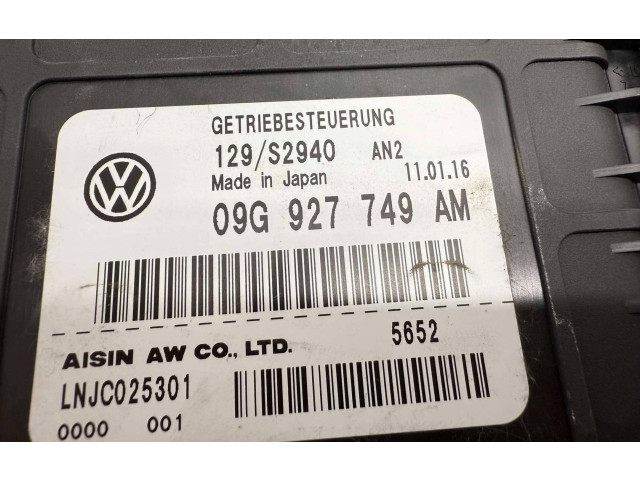 GETRIEBESTEUERUNG
129/S2940 AN2
Made in Japan 11.01.16
09G 927 749 AM
AISIN AW CO., LTD. 5652
LNJC025301
0000 001